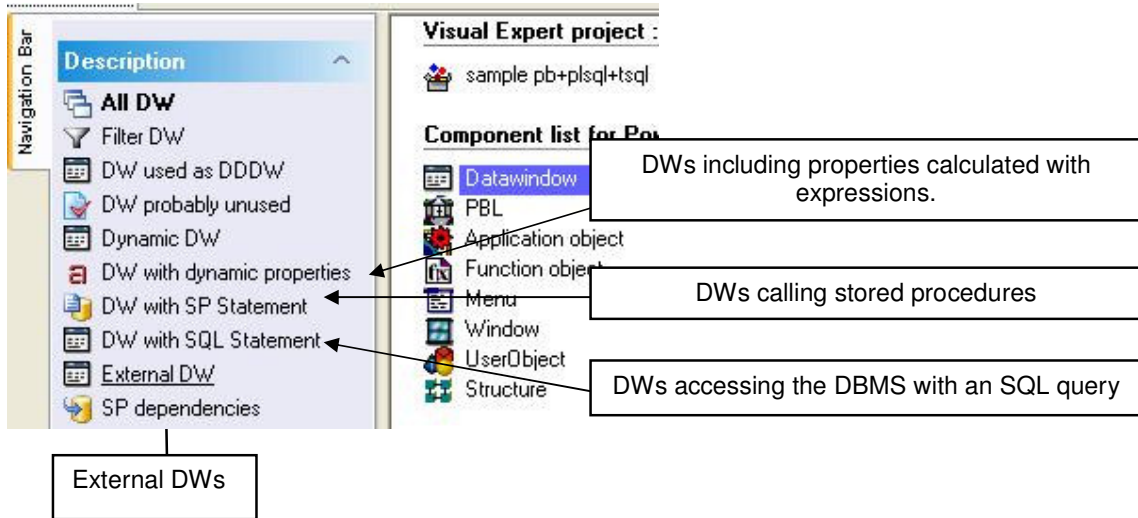 Navigation Bar
Description
All DW
Filter DW
DW used as DDDW
DW probably unused
Dynamic DW
DW with dynamic properties
DW with SP Statement
DW with SQL Statement
External DW
SP dependencies
Visual Expert project :
sample pb+plsql+tsql
Component list for
Datawindow
PBL
Application object
Function object
Menu
Window
UserObject
Structure
DWs including properties calculated with
expressions.
DWs calling stored procedures
DWs accessing the DBMS with an SQL query
External DWs